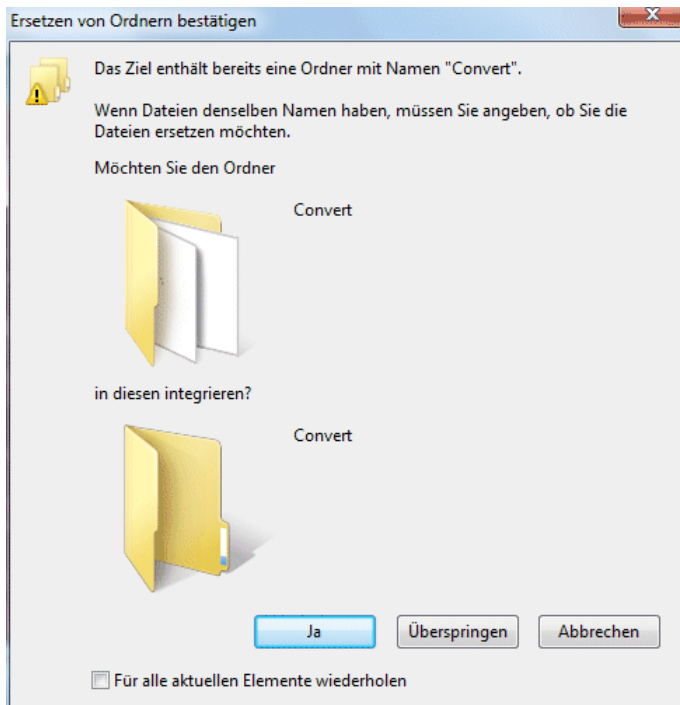 Ersetzen von Ordnern bestätigen
Das Ziel enthält bereits eine Ordner mit Namen "Convert".
Wenn Dateien denselben Namen haben, müssen Sie angeben, ob Sie die
Dateien ersetzen möchten.
Möchten Sie den Ordner
Convert
in diesen integrieren?
Convert
Ja
Überspringen
Abbrechen
Für alle aktuellen Elemente wiederholen